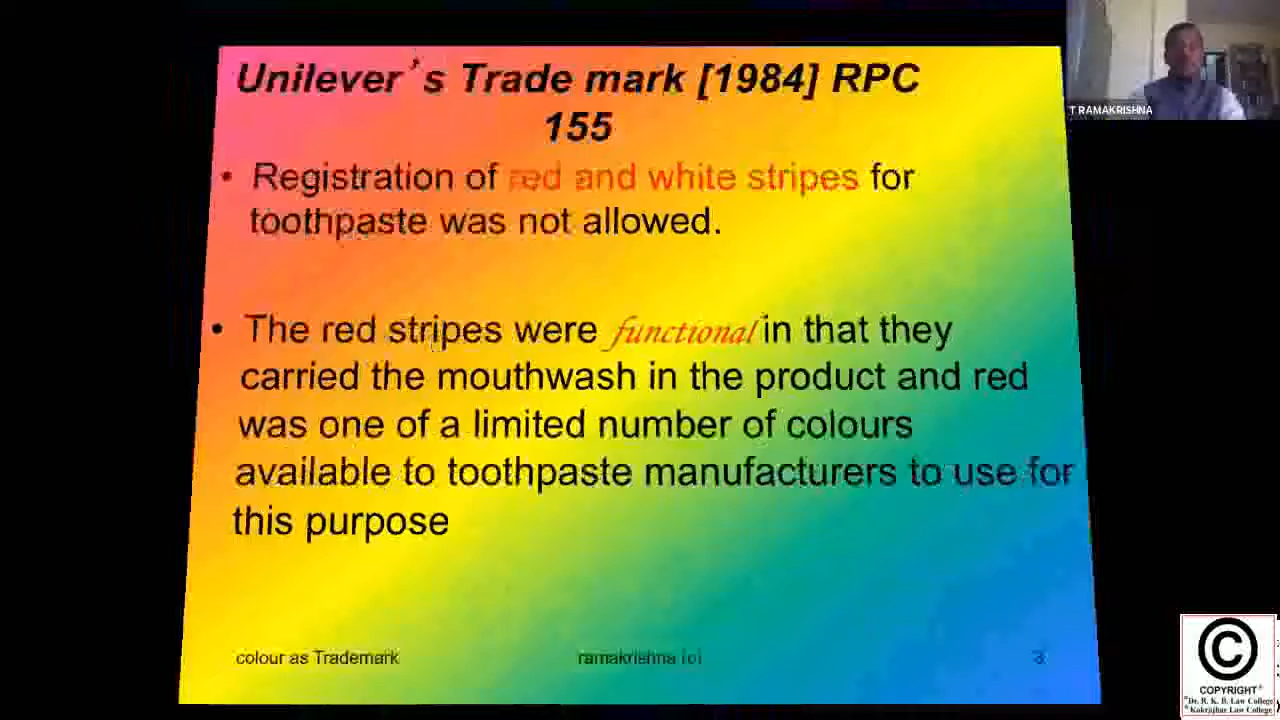 Unilever's Trade mark [1984] RPC
155
• Registration of red and white stripes for
toothpaste was not allowed.
• The red stripes were functional in that they
carried the mouthwash in the product and red
was one of a limited number of colours
available to toothpaste manufacturers to use for
this purpose
colour as Trademark
ramakrishna (c)
3
T RAMAKRISHNA
©
COPYRIGHT
Dr. R. K. B. Law College
Kokrajhar Law College